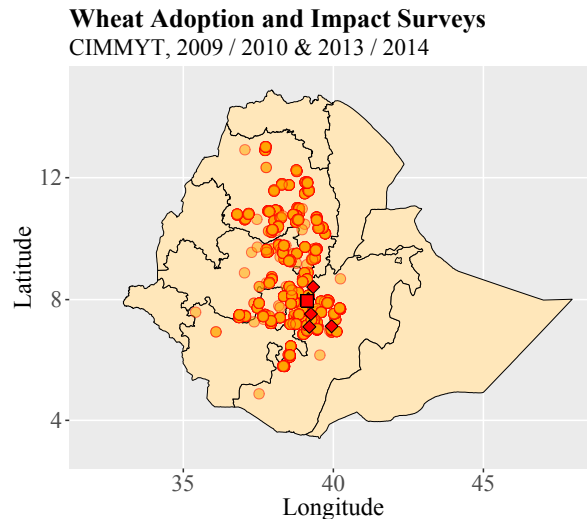 Wheat Adoption and Impact Surveys
CIMMYT, 2009 / 2010 & 2013 / 2014
Latitude
12
8
4
35
40
45
Longitude